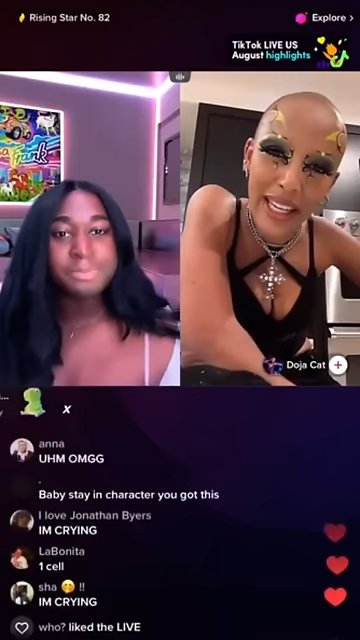 Rising Star No. 82
Explore >
TikTok LIVE US
August highlights
Doja Cat +
x
anna
UHM OMGG
.
Baby stay in character you got this
I love Jonathan Byers
IM CRYING
LaBonita
1 cell
sha 🤭 !!
IM CRYING
who? liked the LIVE